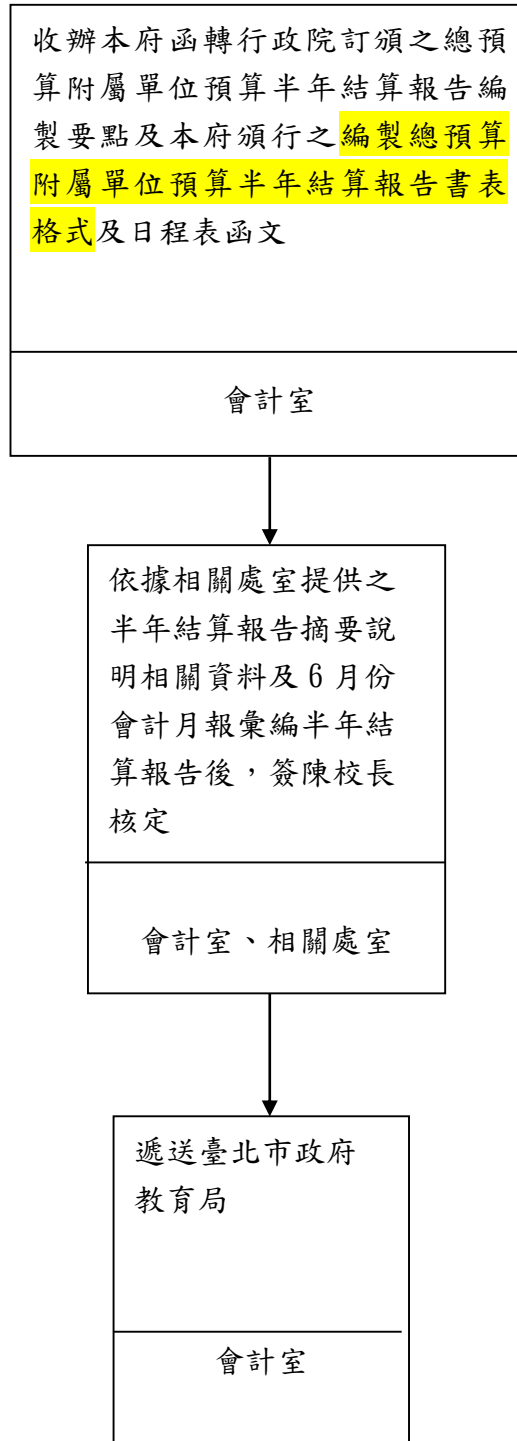 收辦本府函轉行政院訂頒之總預
算附屬單位預算半年結算報告編
製要點及本府頒行之編製總預算
附屬單位預算半年結算報告書表
格式及日程表函文
會計室
依據相關處室提供之
半年結算報告摘要說
明相關資料及 6 月份
會計月報彙編半年結
算報告後，簽陳校長
核定
會計室、相關處室
遞送臺北市政府
教育局
會計室